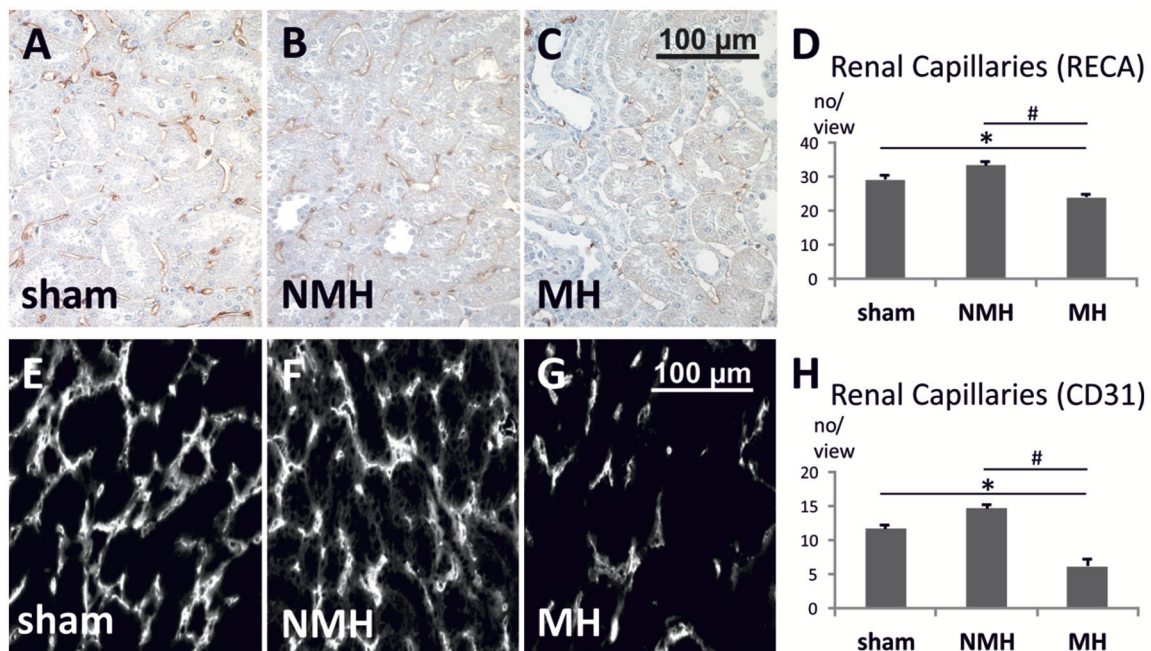 A
B
C
100 µm
sham
NMH
MH
D
Renal Capillaries (RECA)
no/
view
#
*
40
30
20
10
0
sham
NMH
MH
E
F
G
100 µm
sham
NMH
MH
H
Renal Capillaries (CD31)
no/
view
#
*
20
15
10
5
0
sham
NMH
MH